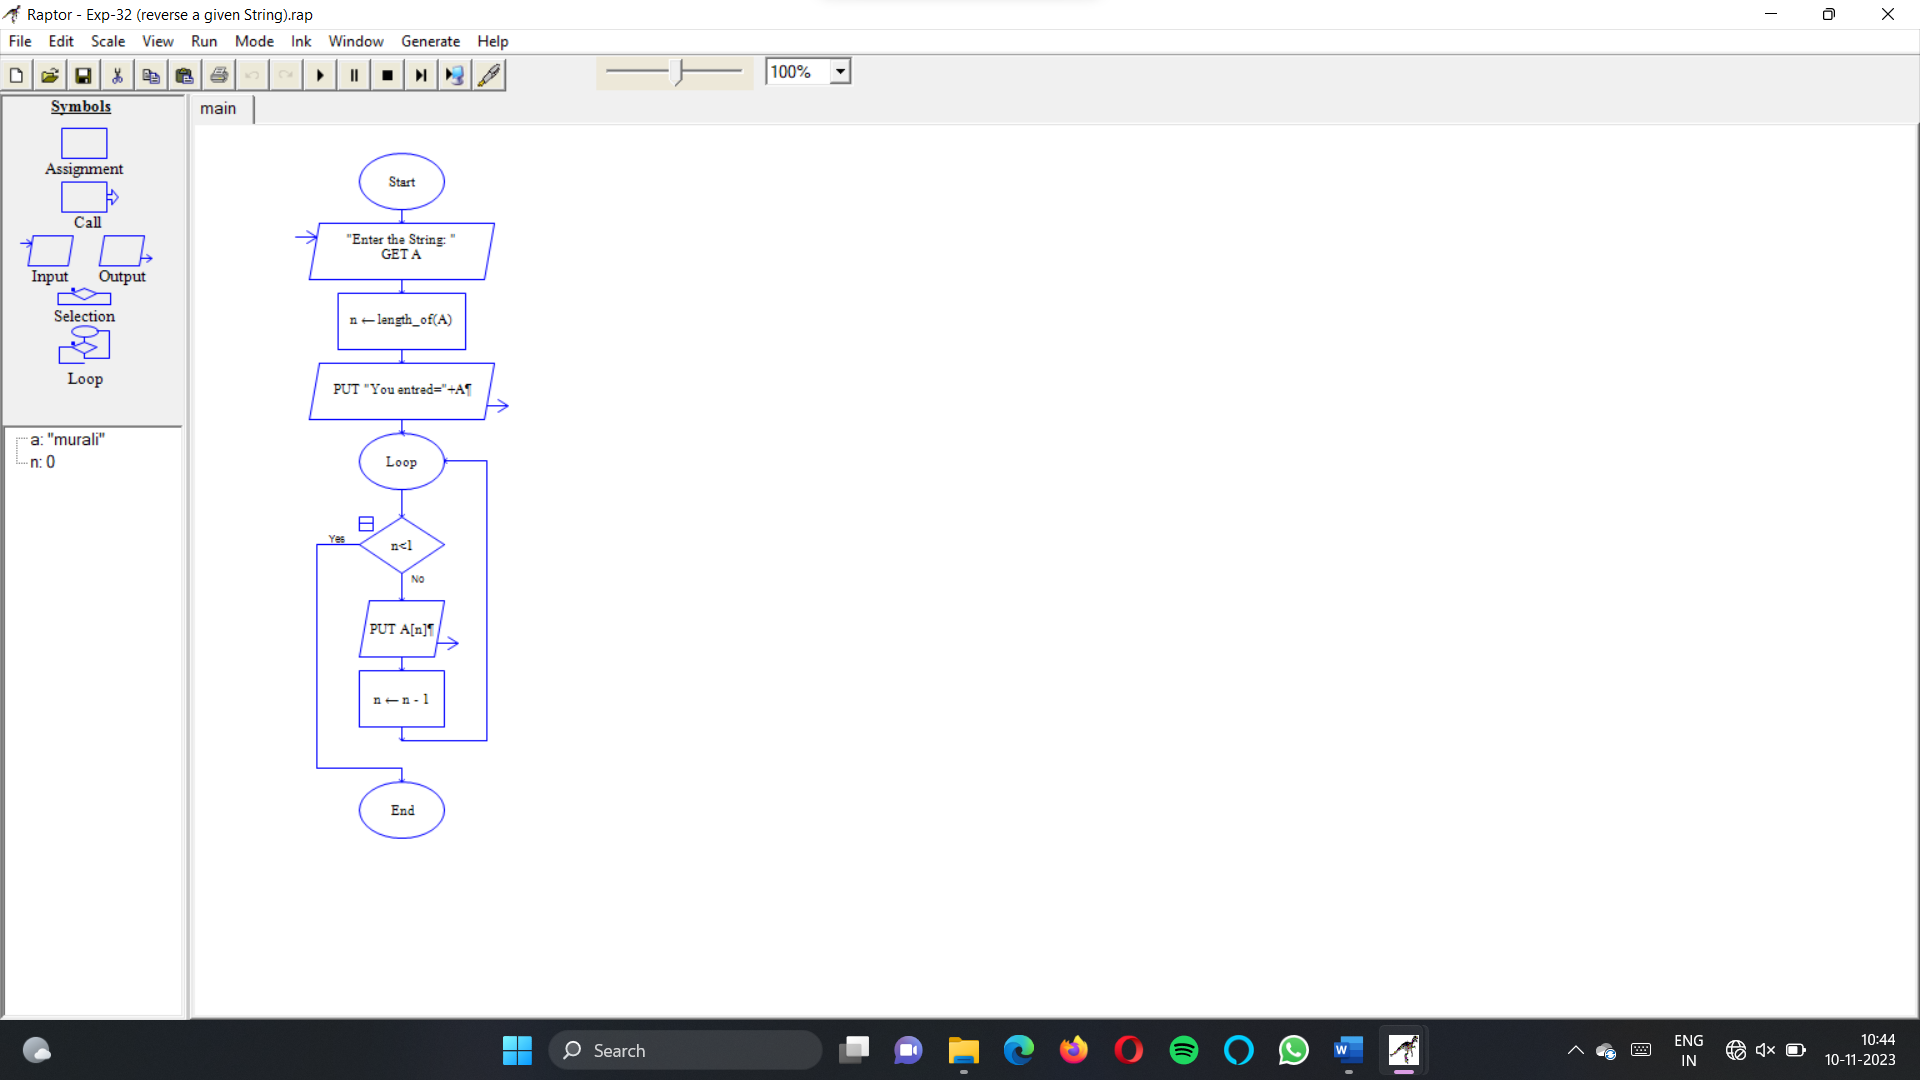 Raptor - Exp-32 (reverse a given String).rap
File Edit Scale View Run Mode Ink Window Generate Help
100%
Symbols
Assignment
Call
Input Output
Selection
Loop
a: "murali"
n: 0
main
Start
"Enter the String: "
GET A
n ← length_of(A)
PUT "You entred="+A¶
Loop
Yes
n<1
No
PUT A[n]¶
n ← n - 1
End
Search
ENG
IN
10:44
10-11-2023